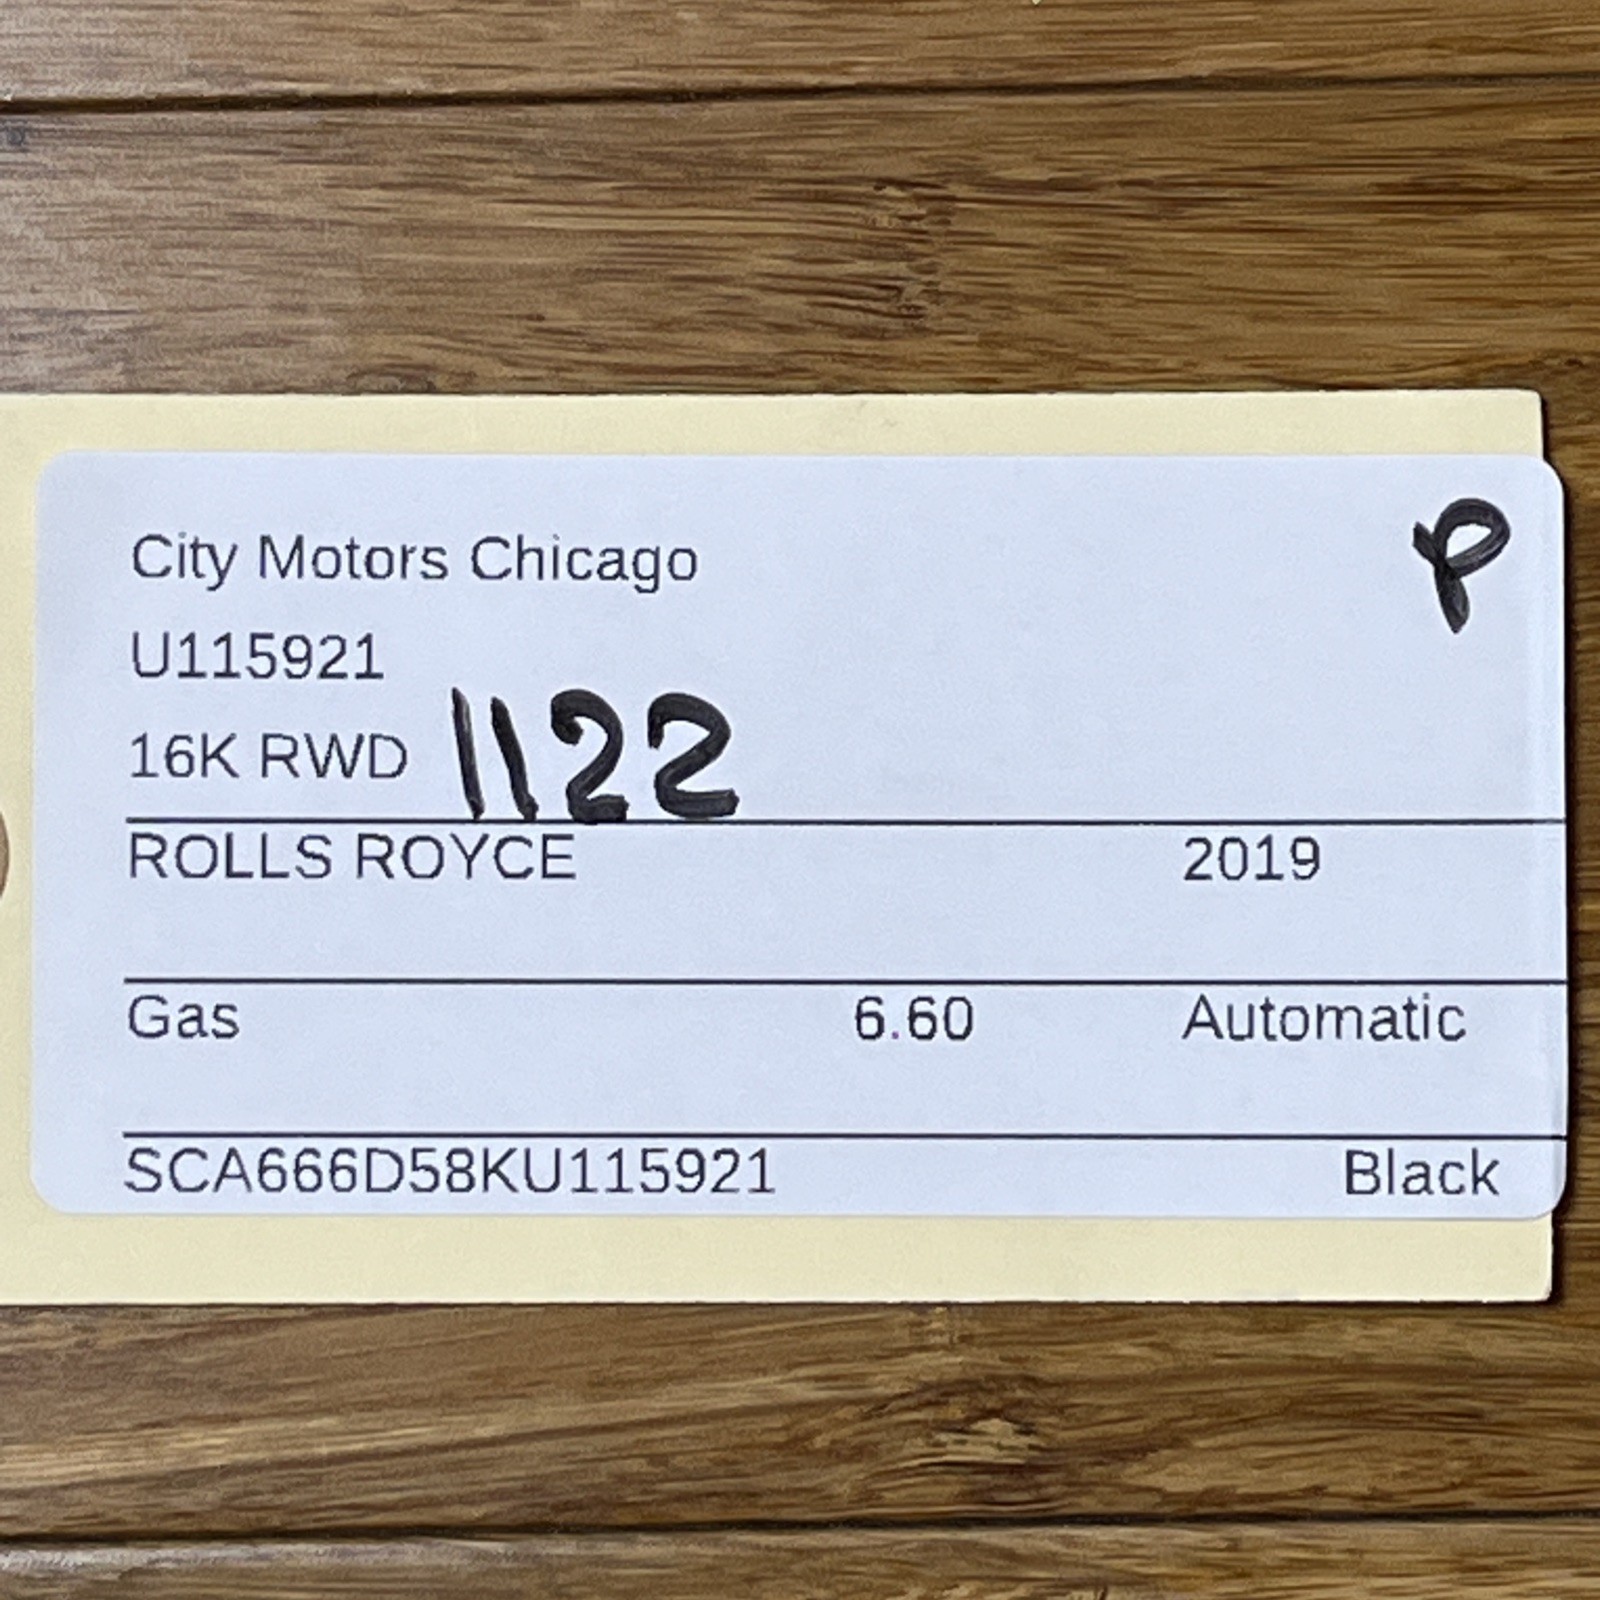 City Motors Chicago
P
U115921
16K RWD 1122
ROLLS ROYCE 2019
Gas 6.60 Automatic
SCA666D58KU115921 Black